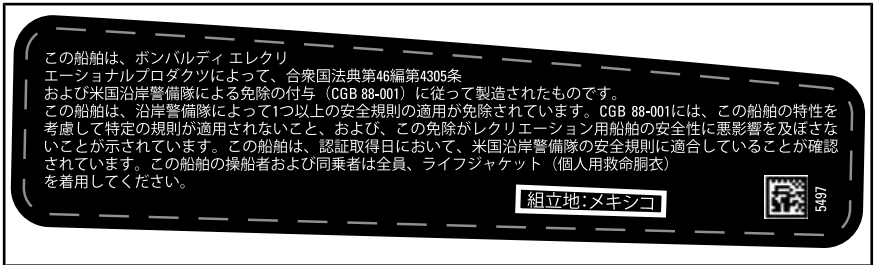 この船舶は、ボンバルディ エレクリ
エーショナルプロダクツによって、合衆国法典第46編第4305条
および米国沿岸警備隊による免除の付与（CGB 88-001）に従って製造されたものです。
この船舶は、沿岸警備隊によって1つ以上の安全規則の適用が免除されています。CGB 88-001には、この船舶の特性を
考慮して特定の規則が適用されないこと、および、この免除がレクリエーション用船舶の安全性に悪影響を及ぼさな
いことが示されています。この船舶は、認証取得日において、米国沿岸警備隊の安全規則に適合していることが確認
されています。この船舶の操船者および同乗者は全員、ライフジャケット（個人用救命胴衣）
を着用してください。
組立地：メキシコ
5497